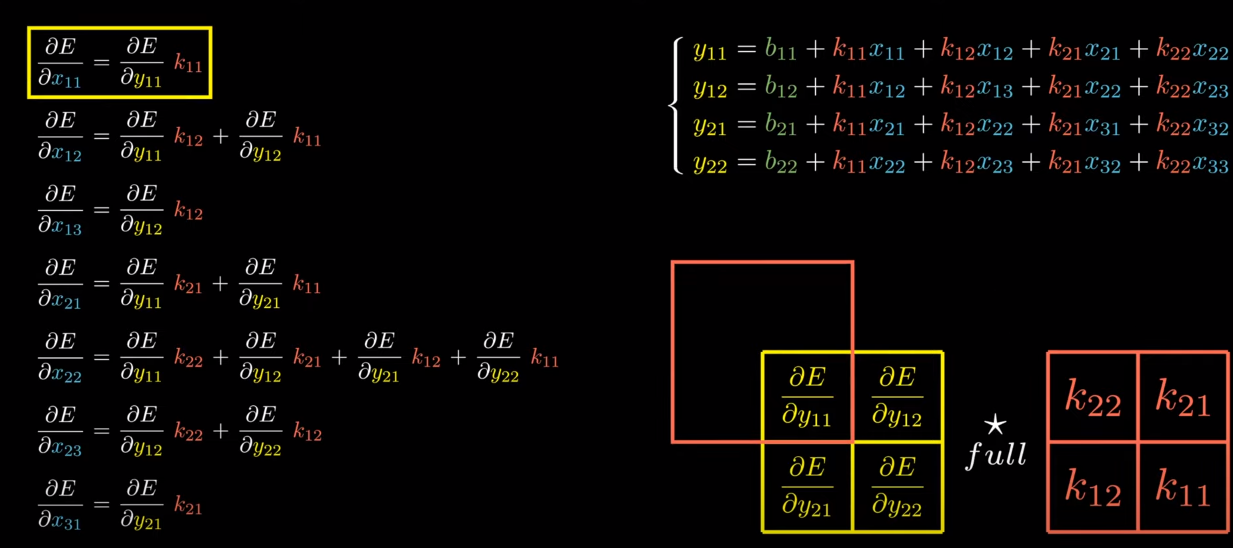 ∂E/∂x₁₁ = ∂E/∂y₁₁ k₁₁
∂E/∂x₁₂ = ∂E/∂y₁₁ k₁₂ + ∂E/∂y₁₂ k₁₁
∂E/∂x₁₃ = ∂E/∂y₁₂ k₁₂
∂E/∂x₂₁ = ∂E/∂y₁₁ k₂₁ + ∂E/∂y₂₁ k₁₁
∂E/∂x₂₂ = ∂E/∂y₁₁ k₂₂ + ∂E/∂y₁₂ k₂₁ + ∂E/∂y₂₁ k₁₂ + ∂E/∂y₂₂ k₁₁
∂E/∂x₂₃ = ∂E/∂y₁₂ k₂₂ + ∂E/∂y₂₂ k₁₂
∂E/∂x₃₁ = ∂E/∂y₂₁ k₂₁
y₁₁ = b₁₁ + k₁₁x₁₁ + k₁₂x₁₂ + k₂₁x₂₁ + k₂₂x₂₂
y₁₂ = b₁₂ + k₁₁x₁₂ + k₁₂x₁₃ + k₂₁x₂₂ + k₂₂x₂₃
y₂₁ = b₂₁ + k₁₁x₂₁ + k₁₂x₂₂ + k₂₁x₃₁ + k₂₂x₃₂
y₂₂ = b₂₂ + k₁₁x₂₂ + k₁₂x₂₃ + k₂₁x₃₂ + k₂₂x₃₃
∂E/∂y₁₁ ∂E/∂y₁₂
∂E/∂y₂₁ ∂E/∂y₂₂
⋆
full
k₂₂ k₂₁
k₁₂ k₁₁